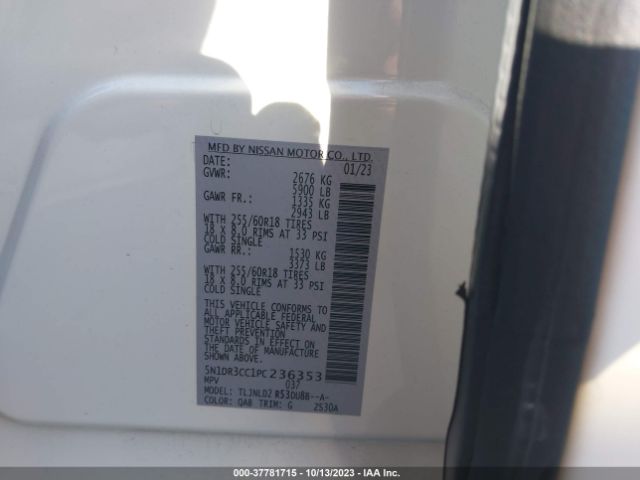 MFD BY NISSAN MOTOR CO., LTD.
DATE: 01/23
GVWR: 2676 KG
5900 LB
GAWR FR.: 1335 KG
2943 LB
WITH 255/60R18 TIRES
18 X 8.0 RIMS AT 33 PSI
COLD SINGLE
GAWR RR.: 1530 KG
3373 LB
WITH 255/60R18 TIRES
18 X 8.0 RIMS AT 33 PSI
COLD SINGLE
THIS VEHICLE CONFORMS TO
ALL APPLICABLE FEDERAL
MOTOR VEHICLE SAFETY AND
THEFT PREVENTION
STANDARDS IN EFFECT ON
THE DATE OF MANUFACTURE
SHOWN ABOVE.
5N1DR3CC1PC236353
MPV 037
MODEL: TLJNLDZ R53DUBB--A-
COLOR: QAB TRIM: G 2S30A
000-37781715 - 10/13/2023 - IAA Inc.